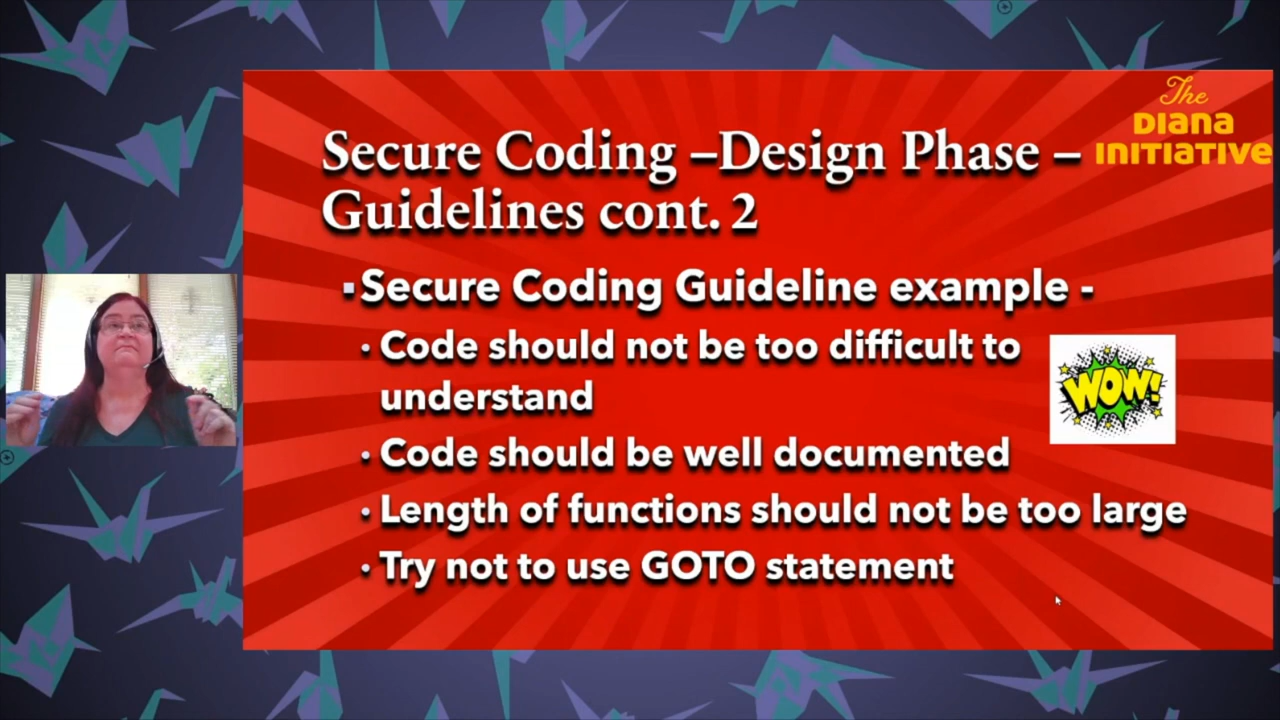 The
DIANA
INITIATIVE
Secure Coding –Design Phase –
Guidelines cont. 2
Secure Coding Guideline example -
Code should not be too difficult to
understand
WOW!
Code should be well documented
Length of functions should not be too large
Try not to use GOTO statement